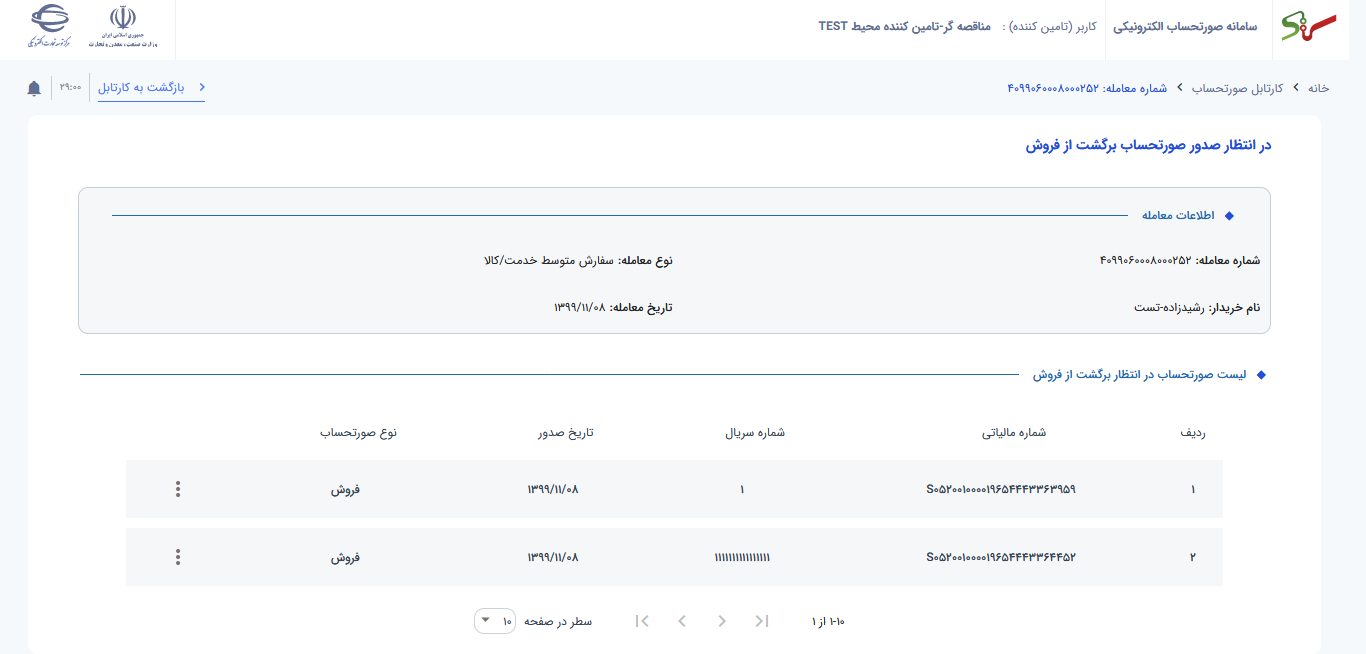 سامانه صورتحساب الکترونیکی
کاربر (تامین کننده) : مناقصه گر-تامین کننده محیط TEST
جمهوری اسلامی ایران
وزارت صنعت، معدن و تجارت
مرکز توسعه تجارت الکترونیکی
خانه > کارتابل صورتحساب > شماره معامله: ۴۰۹۹۰۶۰۰۰۸۰۰۰۲۵۲
بازگشت به کارتابل
۲۹:۰۰
در انتظار صدور صورتحساب برگشت از فروش
اطلاعات معامله
شماره معامله: ۴۰۹۹۰۶۰۰۰۸۰۰۰۲۵۲
نوع معامله: سفارش متوسط خدمت/کالا
نام خریدار: رشیدزاده-تست
تاریخ معامله: ۱۳۹۹/۱۱/۰۸
لیست صورتحساب در انتظار برگشت از فروش
ردیف شماره مالیاتی شماره سریال تاریخ صدور نوع صورتحساب
۱ S۰۵۲۰۰۱۰۰۰۰۱۹۶۵۴۴۴۳۳۶۳۹۵۹ ۱ ۱۳۹۹/۱۱/۰۸ فروش
۲ S۰۵۲۰۰۱۰۰۰۰۱۹۶۵۴۴۴۳۳۶۴۴۵۲ ۱۱۱۱۱۱۱۱۱۱۱۱۱۱۱۱ ۱۳۹۹/۱۱/۰۸ فروش
۱-۱۰ از ۱
سطر در صفحه ۱۰